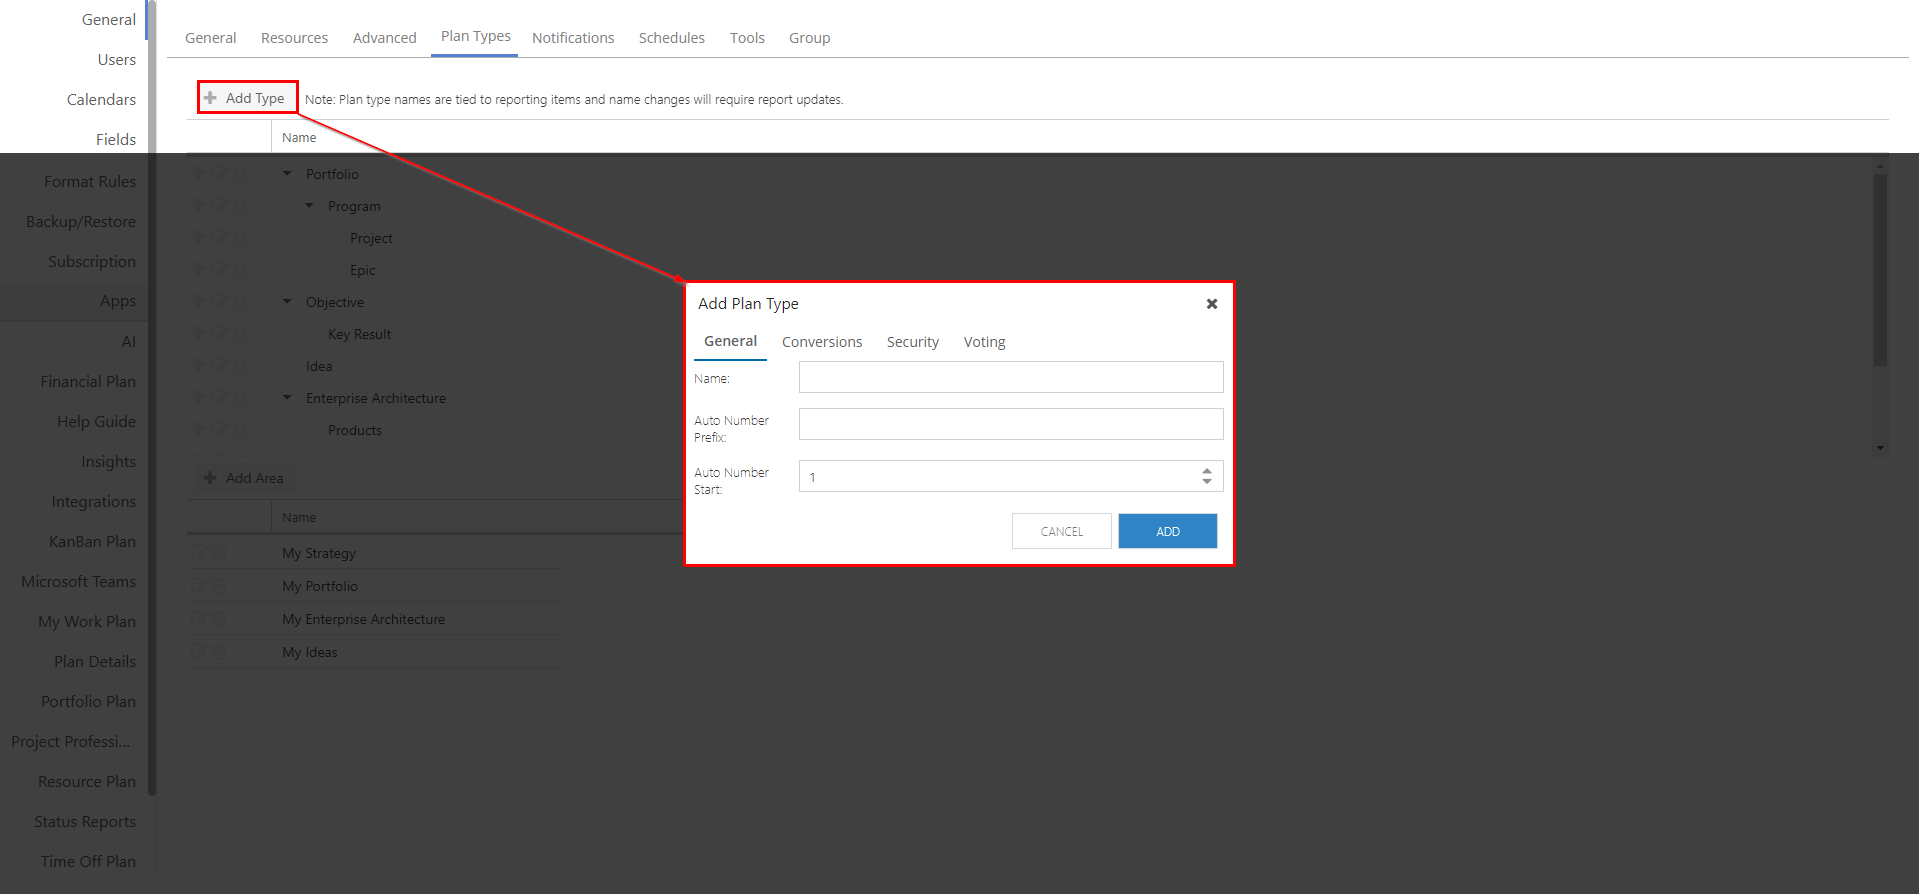 General
Users
Calendars
Fields
Format Rules
Backup/Restore
Subscription
Apps
AI
Financial Plan
Help Guide
Insights
Integrations
KanBan Plan
Microsoft Teams
My Work Plan
Plan Details
Portfolio Plan
Project Professi...
Resource Plan
Status Reports
Time Off Plan
General Resources Advanced Plan Types Notifications Schedules Tools Group
Add Type Note: Plan type names are tied to reporting items and name changes will require report updates.
Name
Portfolio
Program
Project
Epic
Objective
Key Result
Idea
Enterprise Architecture
Products
Add Area
Name
My Strategy
My Portfolio
My Enterprise Architecture
My Ideas
Add Plan Type
General Conversions Security Voting
Name:
Auto Number
Prefix:
Auto Number
Start:
1
CANCEL ADD